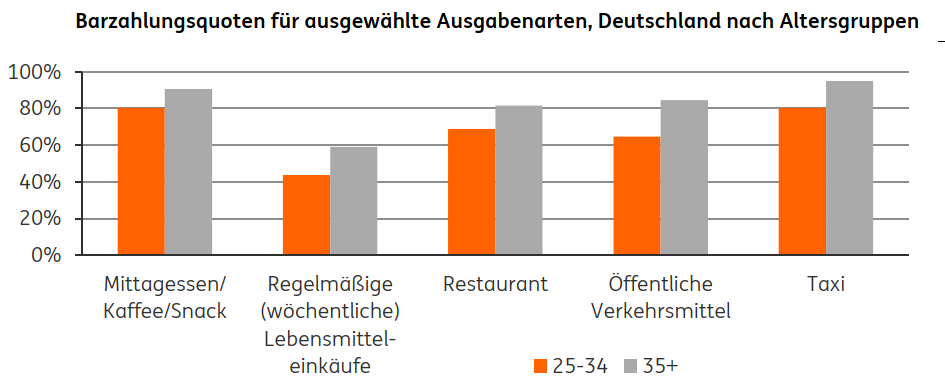 Barzahlungsquoten für ausgewählte Ausgabenarten, Deutschland nach Altersgruppen
100%
80%
60%
40%
20%
0%
Mittagessen/
Kaffee/Snack
Regelmäßige
(wöchentliche)
Lebensmittel-
einkäufe
Restaurant
Öffentliche
Verkehrsmittel
Taxi
25-34
35+